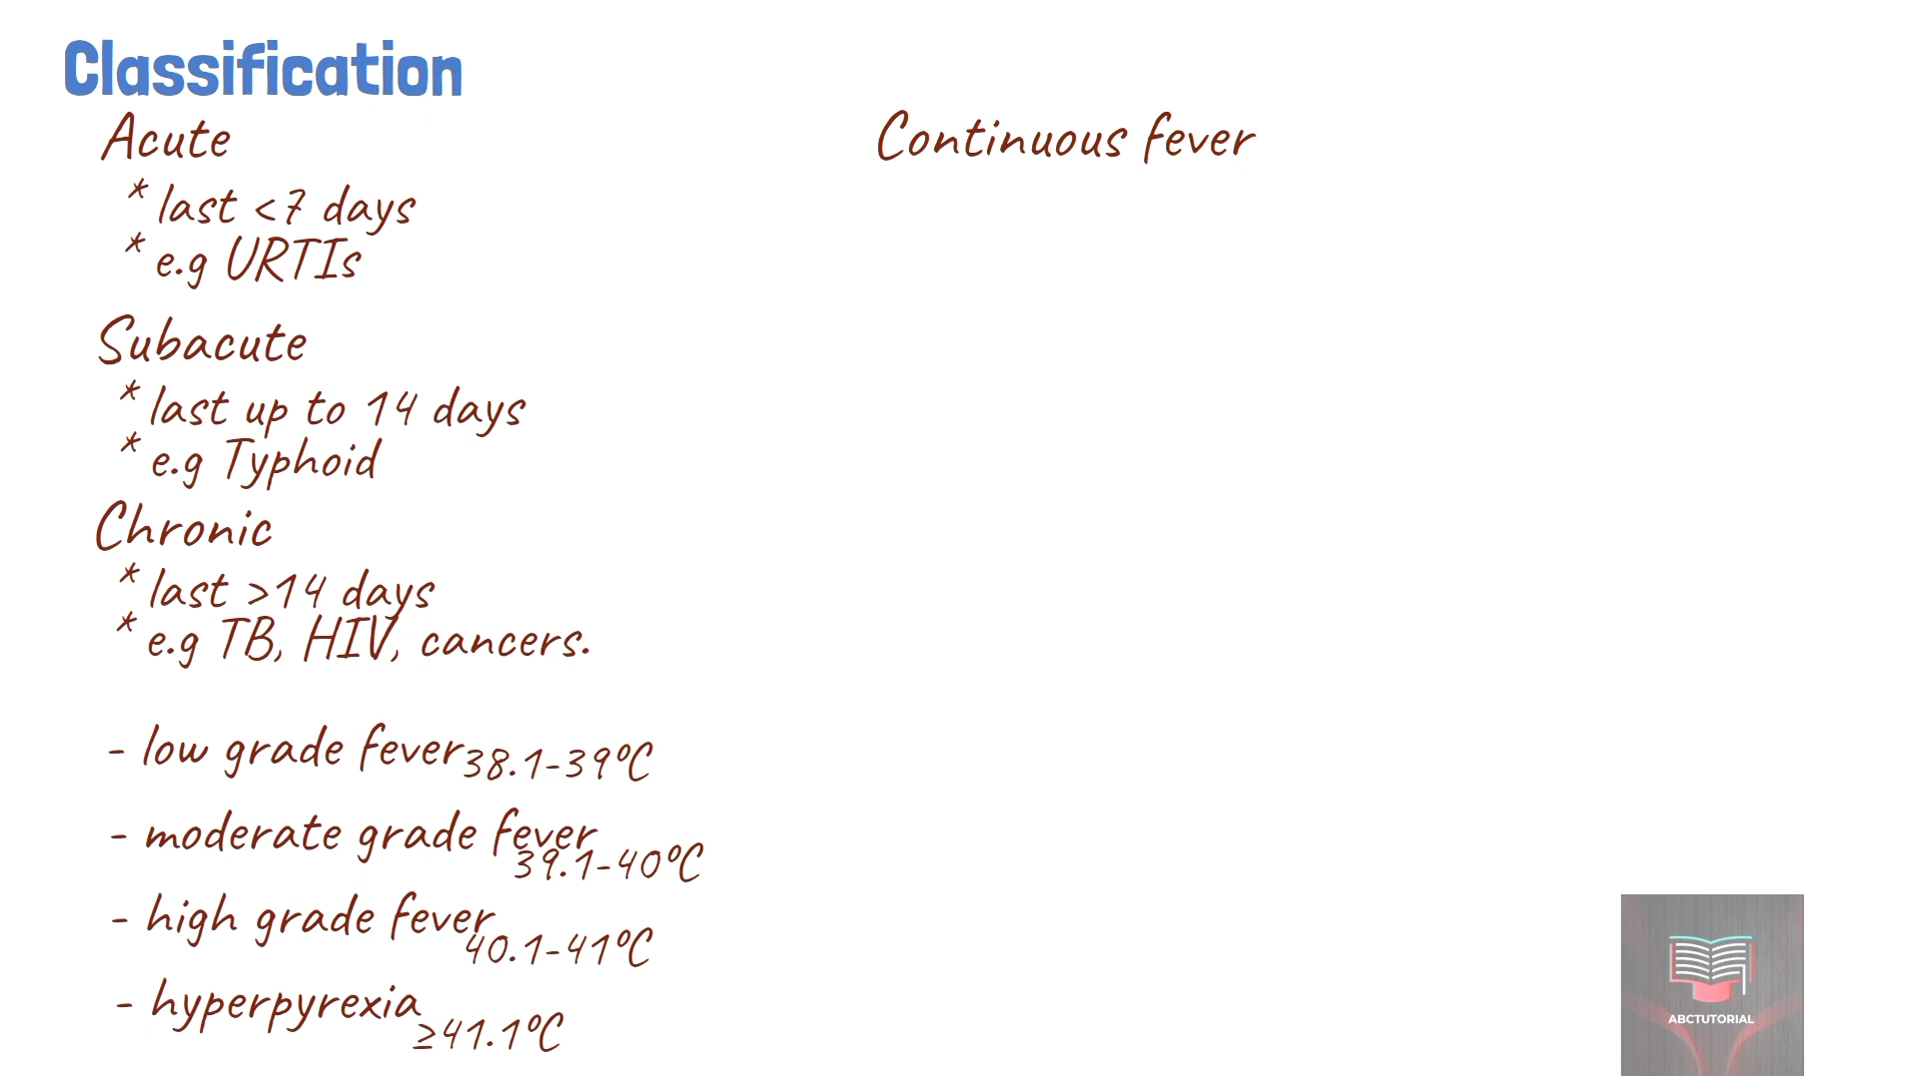 Classification
Acute
* last <7 days
* e.g URTIs
Subacute
* last up to 14 days
* e.g Typhoid
Chronic
* last >14 days
* e.g TB, HIV, cancers.
- low grade fever 38.1-39°C
- moderate grade fever 39.1-40°C
- high grade fever 40.1-41°C
- hyperpyrexia ≥41.1°C
Continuous fever
ABCTUTORIAL